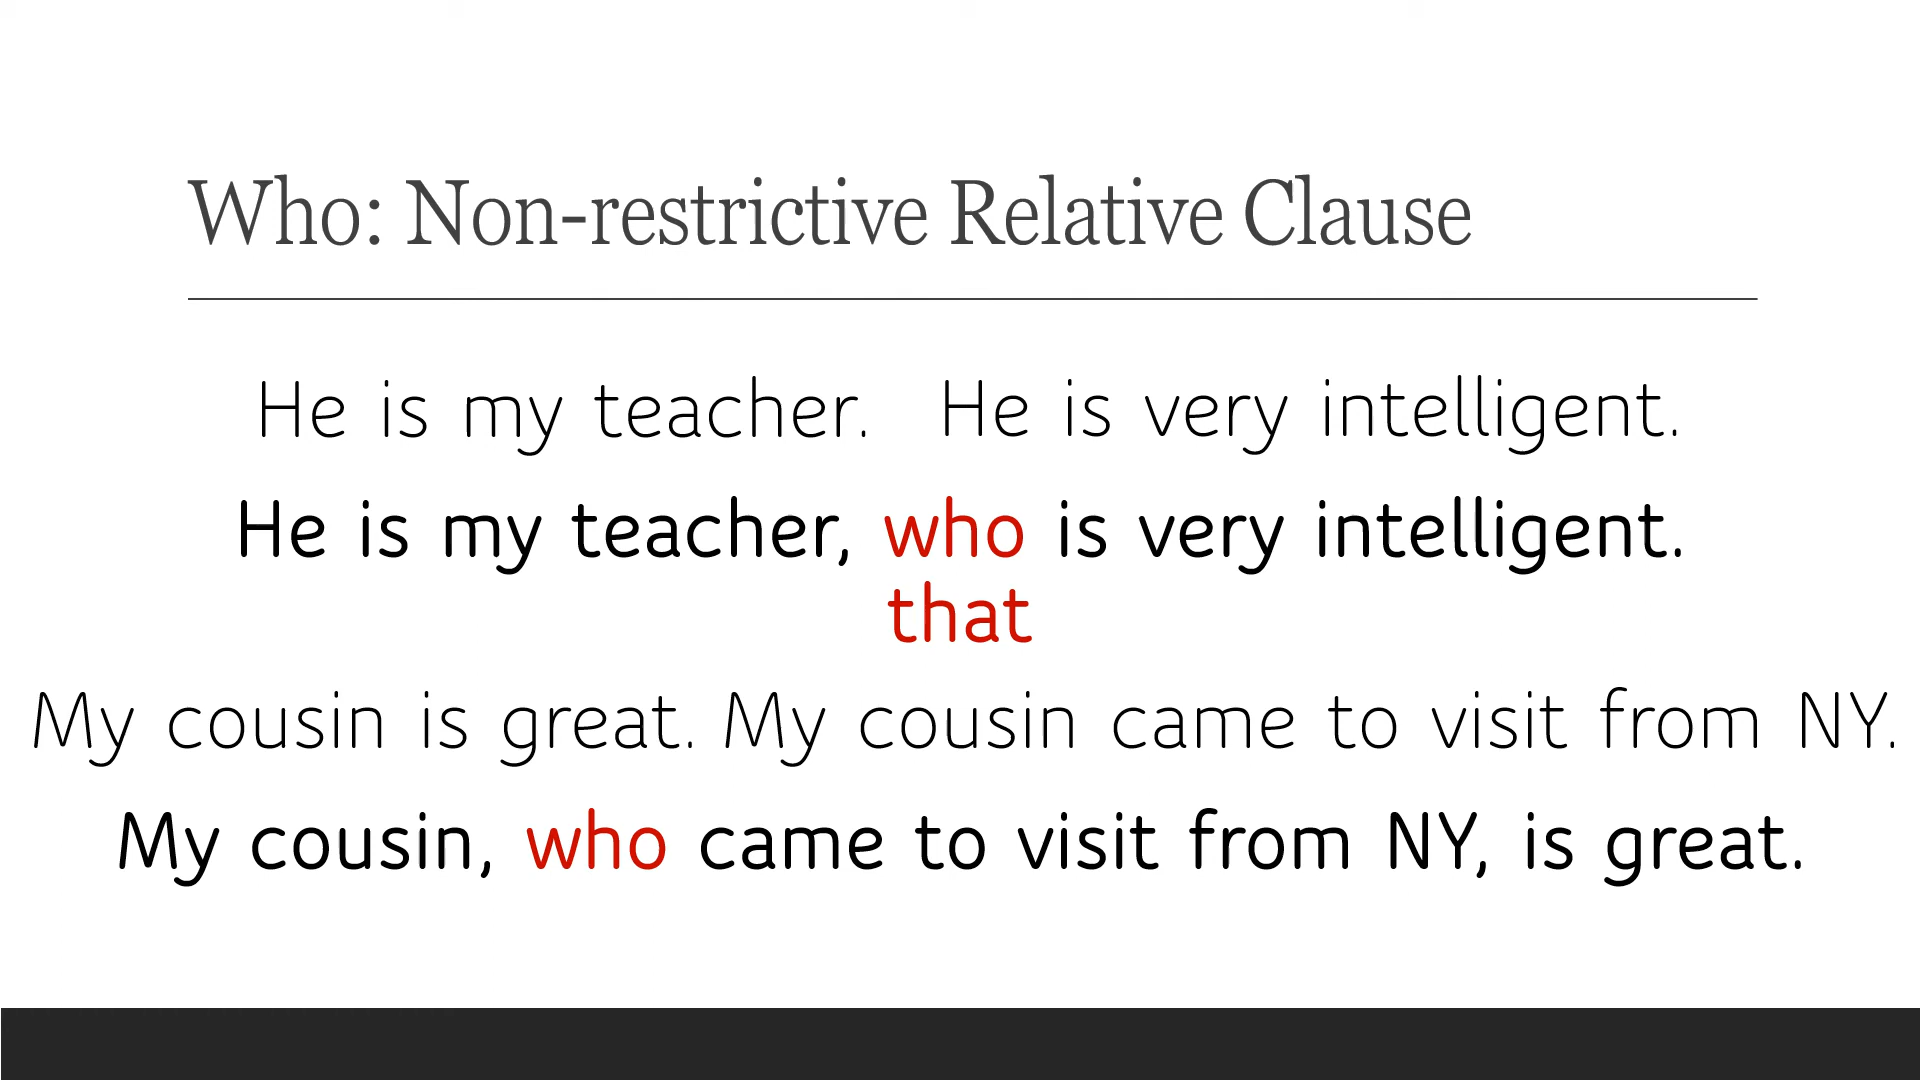 Who: Non-restrictive Relative Clause
He is my teacher. He is very intelligent.
He is my teacher, who is very intelligent.
that
My cousin is great. My cousin came to visit from NY.
My cousin, who came to visit from NY, is great.